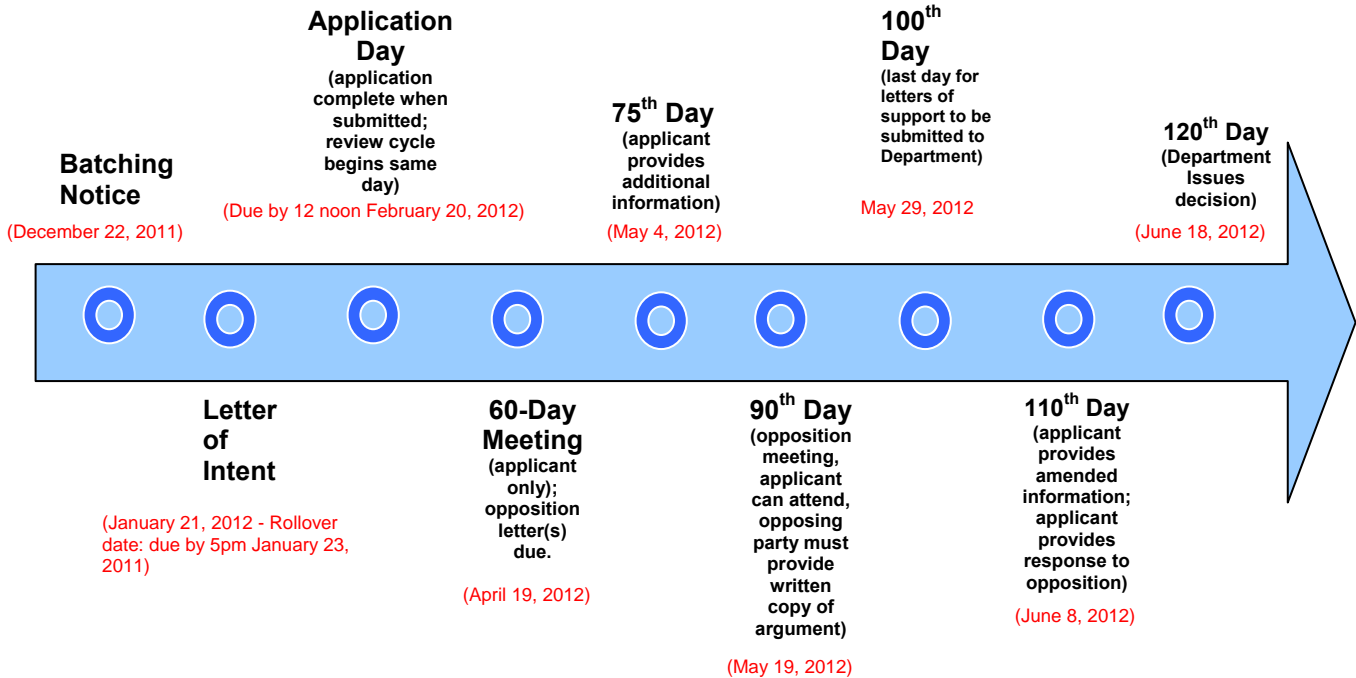 Batching
Notice
(December 22, 2011)
Letter
of
Intent
(January 21, 2012 - Rollover
date: due by 5pm January 23,
2011)
Application
Day
(application
complete when
submitted;
review cycle
begins same
day)
(Due by 12 noon February 20, 2012)
60-Day
Meeting
(applicant
only);
opposition
letter(s)
due.
(April 19, 2012)
75th Day
(applicant
provides
additional
information)
(May 4, 2012)
90th Day
(opposition
meeting,
applicant
can attend,
opposing
party must
provide
written
copy of
argument)
(May 19, 2012)
100th
Day
(last day for
letters of
support to be
submitted to
Department)
May 29, 2012
110th Day
(applicant
provides
amended
information;
applicant
provides
response to
opposition)
(June 8, 2012)
120th Day
(Department
Issues
decision)
(June 18, 2012)